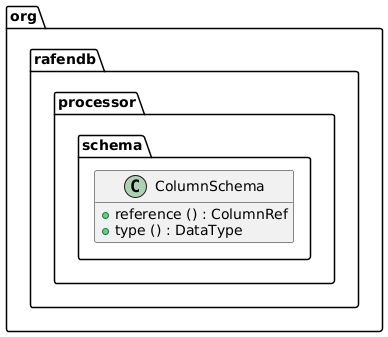 org
rafendb
processor
schema
C ColumnSchema
reference () : ColumnRef
type () : DataType